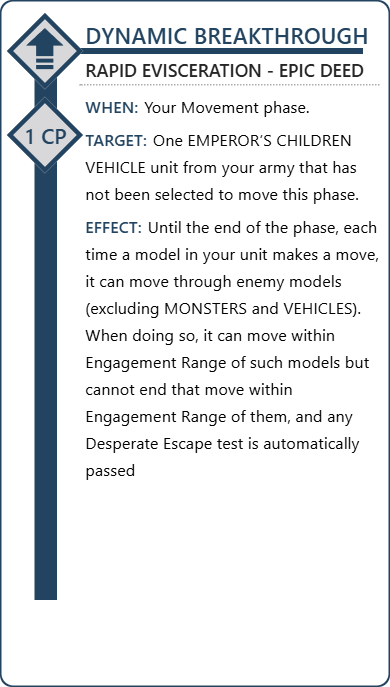 DYNAMIC BREAKTHROUGH
RAPID EVISCERATION - EPIC DEED
WHEN: Your Movement phase.
1 CP
TARGET: One EMPEROR’S CHILDREN
VEHICLE unit from your army that has
not been selected to move this phase.
EFFECT: Until the end of the phase, each
time a model in your unit makes a move,
it can move through enemy models
(excluding MONSTERS and VEHICLES).
When doing so, it can move within
Engagement Range of such models but
cannot end that move within
Engagement Range of them, and any
Desperate Escape test is automatically
passed